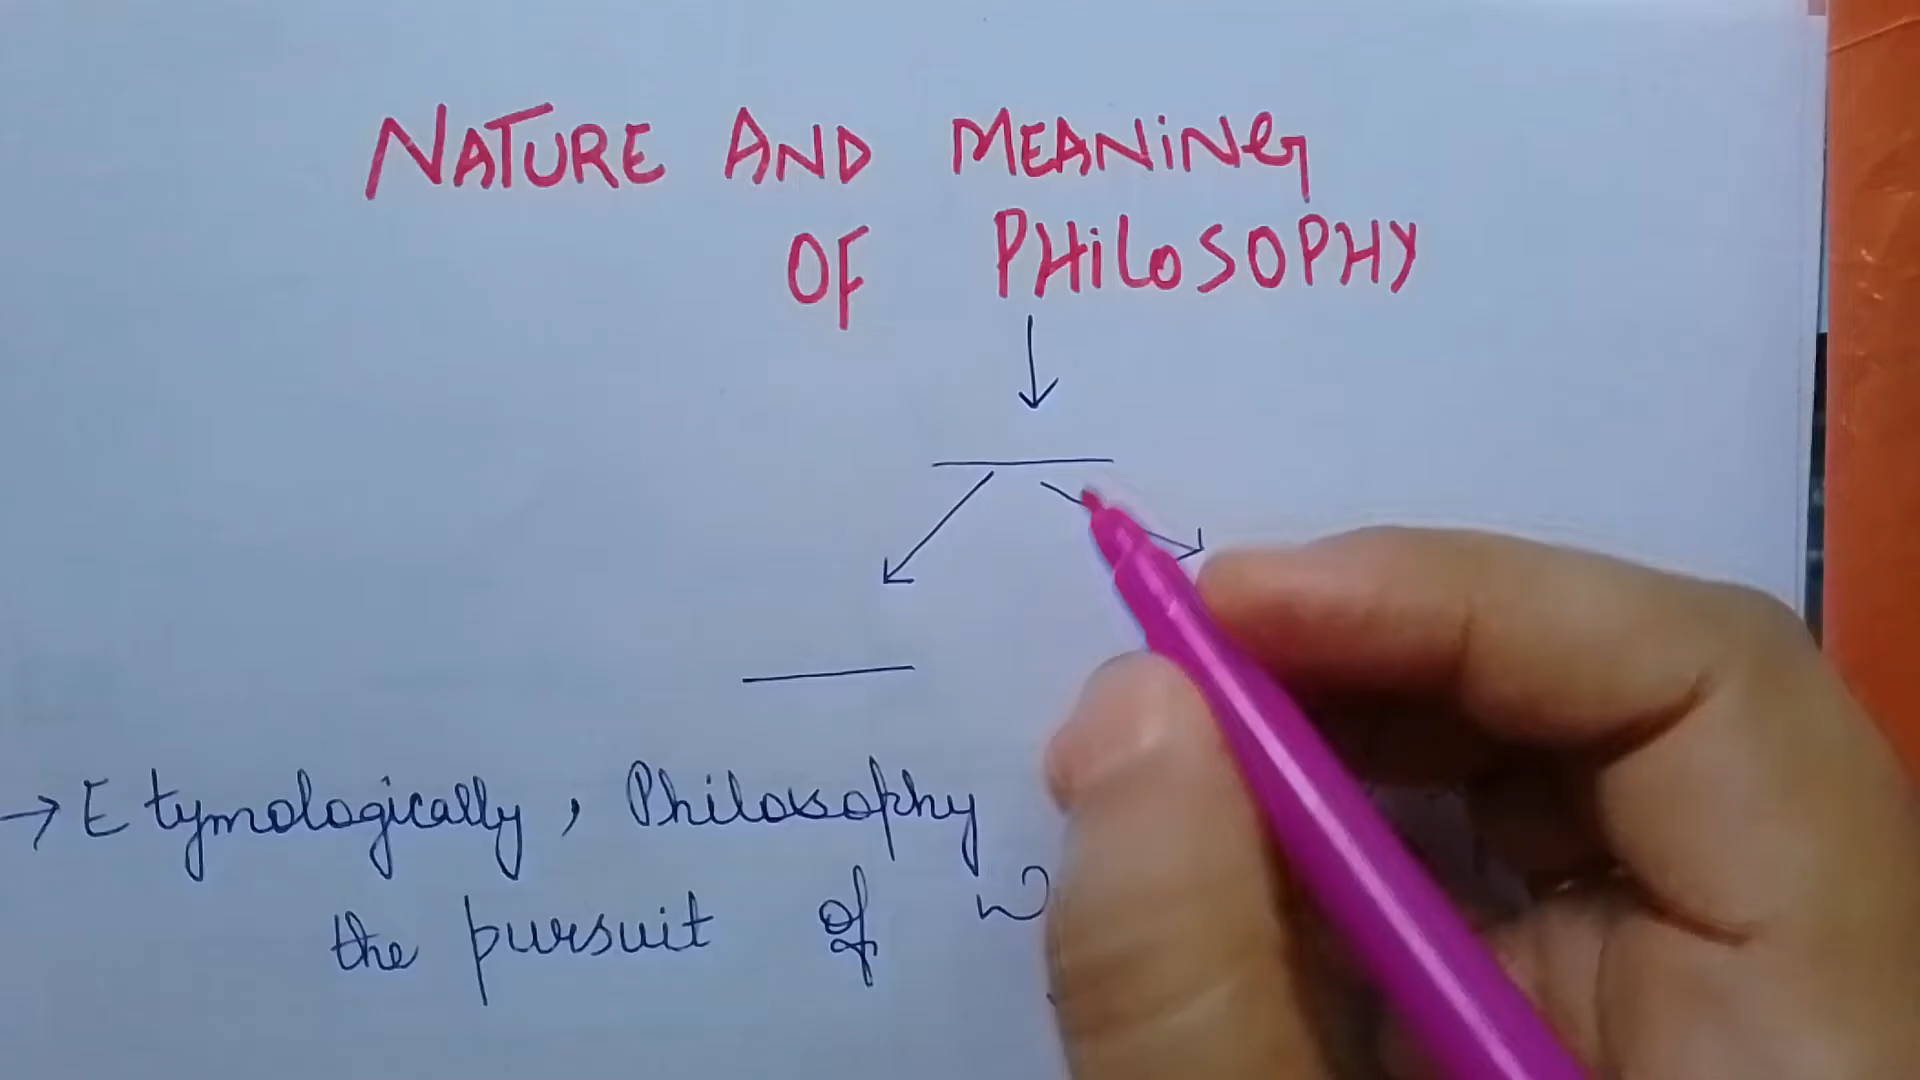 NATURE AND MEANiNG
OF PHiLOSOPHY
→ Etymologically, Philosophy
the pursuit of